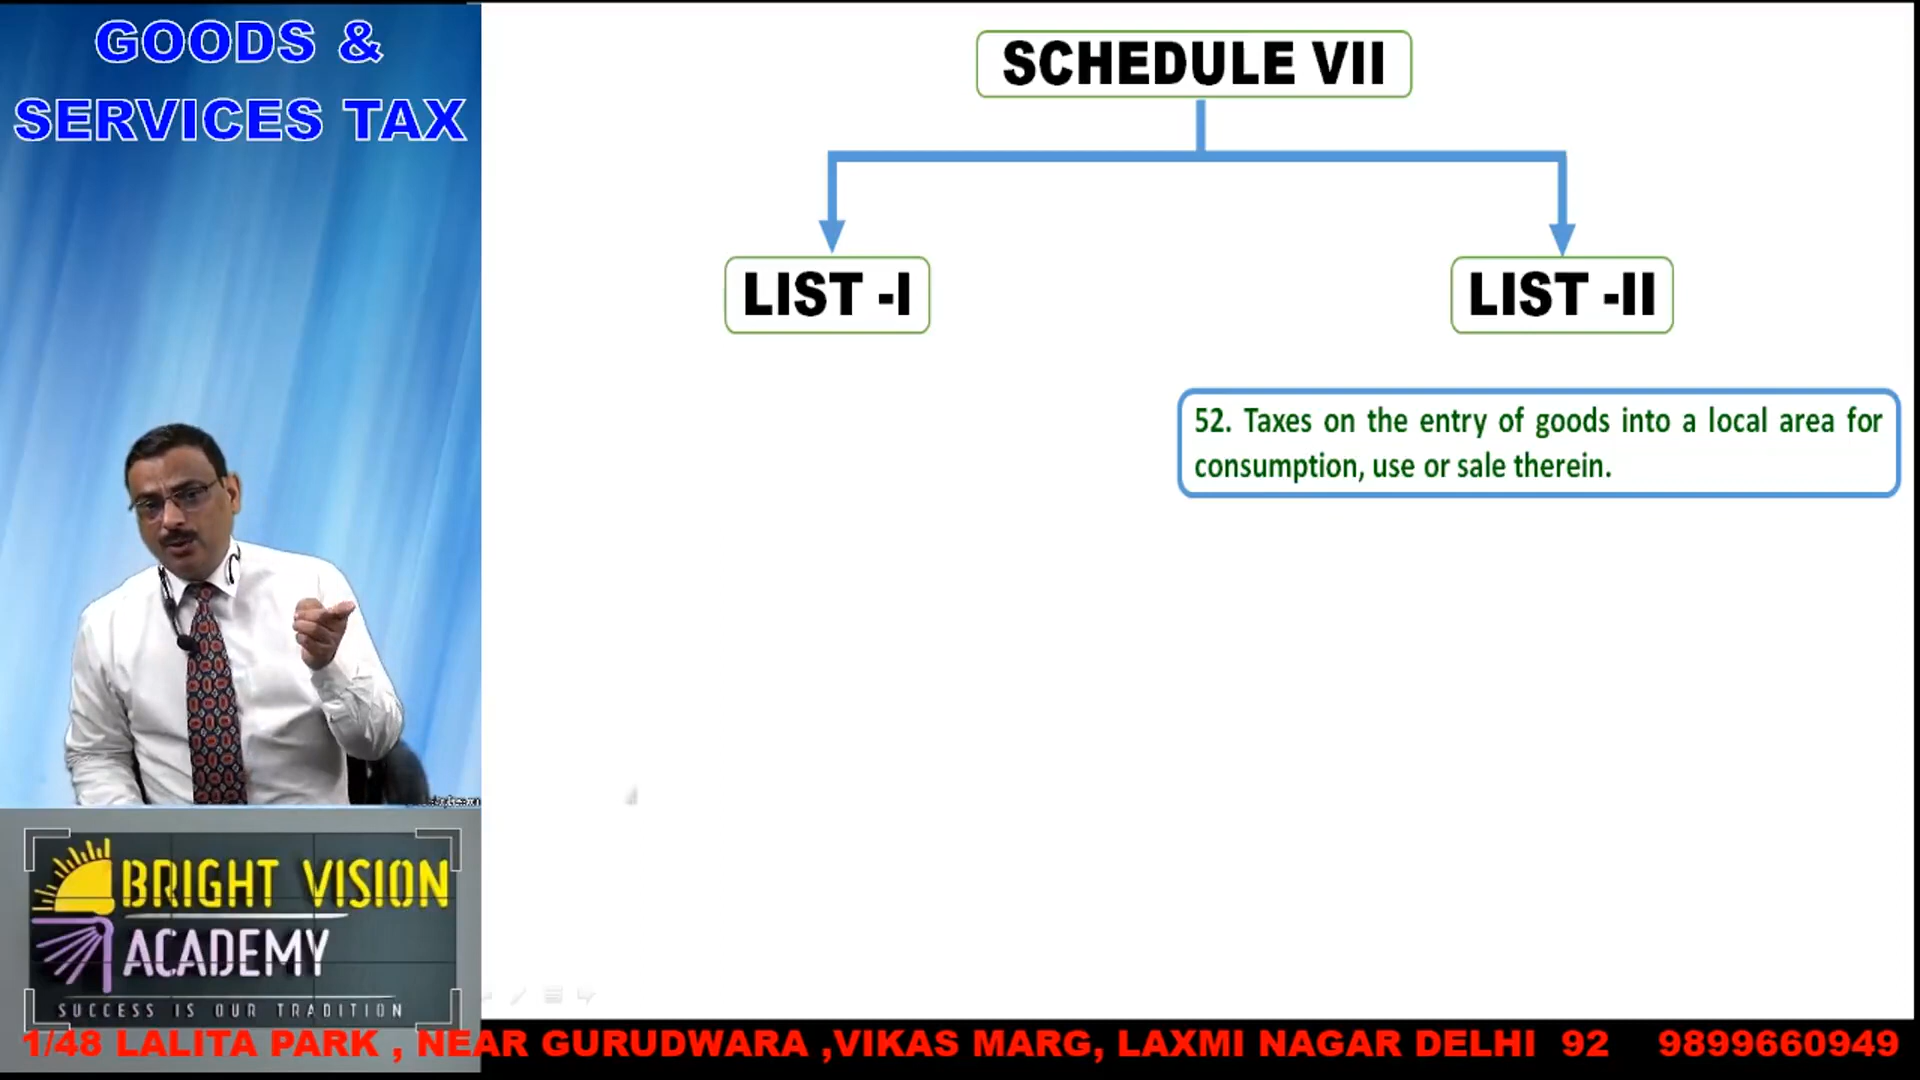 GOODS &
SERVICES TAX
SCHEDULE VII
LIST -I
LIST -II
52. Taxes on the entry of goods into a local area for
consumption, use or sale therein.
BRIGHT VISION
ACADEMY
SUCCESS IS OUR TRADITION
1/48 LALITA PARK , NEAR GURUDWARA ,VIKAS MARG, LAXMI NAGAR DELHI 92 9899660949